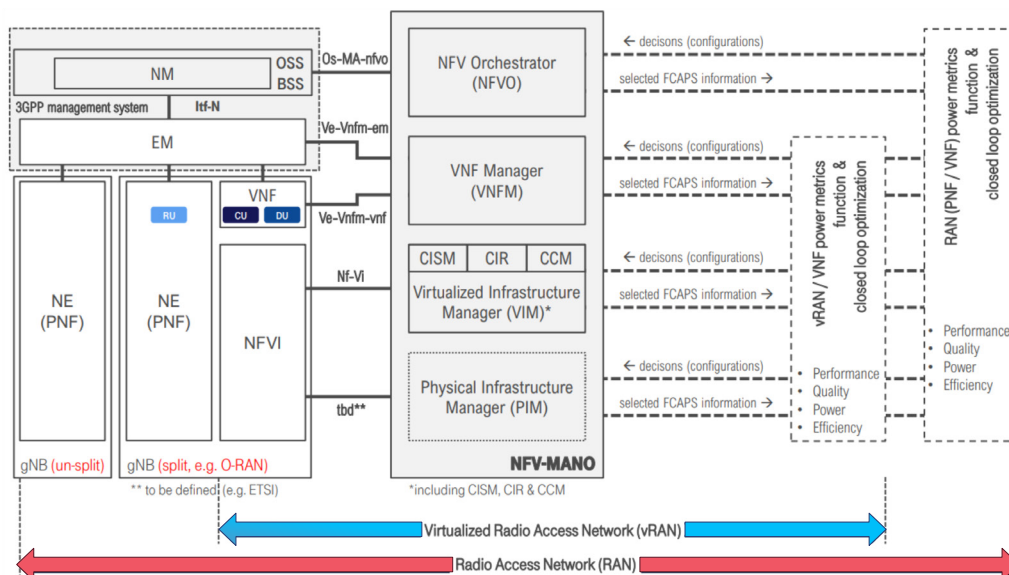 OSS
NM
BSS
3GPP management system
Itf-N
EM
NE
(PNF)
gNB (un-split)
RU
NE
(PNF)
VNF
CU
DU
NFVI
gNB (split, e.g. O-RAN)
** to be defined (e.g. ETSI)
Os-MA-nfvo
Ve-Vnfm-em
Ve-Vnfm-vnf
Nf-Vi
tbd**
NFV Orchestrator
(NFVO)
VNF Manager
(VNFM)
CISM
CIR
CCM
Virtualized Infrastructure
Manager (VIM)*
Physical Infrastructure
Manager (PIM)
NFV-MANO
*including CISM, CIR & CCM
← decisons (configurations)
selected FCAPS information →
← decisions (configurations)
selected FCAPS information →
← decisions (configurations)
selected FCAPS information →
← decisions (configurations)
selected FCAPS information →
vRAN / VNF power metrics
function &
closed loop optimization
• Performance
• Quality
• Power
• Efficiency
RAN (PNF / VNF) power metrics
function &
closed loop optimization
• Performance
• Quality
• Power
• Efficiency
Virtualized Radio Access Network (vRAN)
Radio Access Network (RAN)